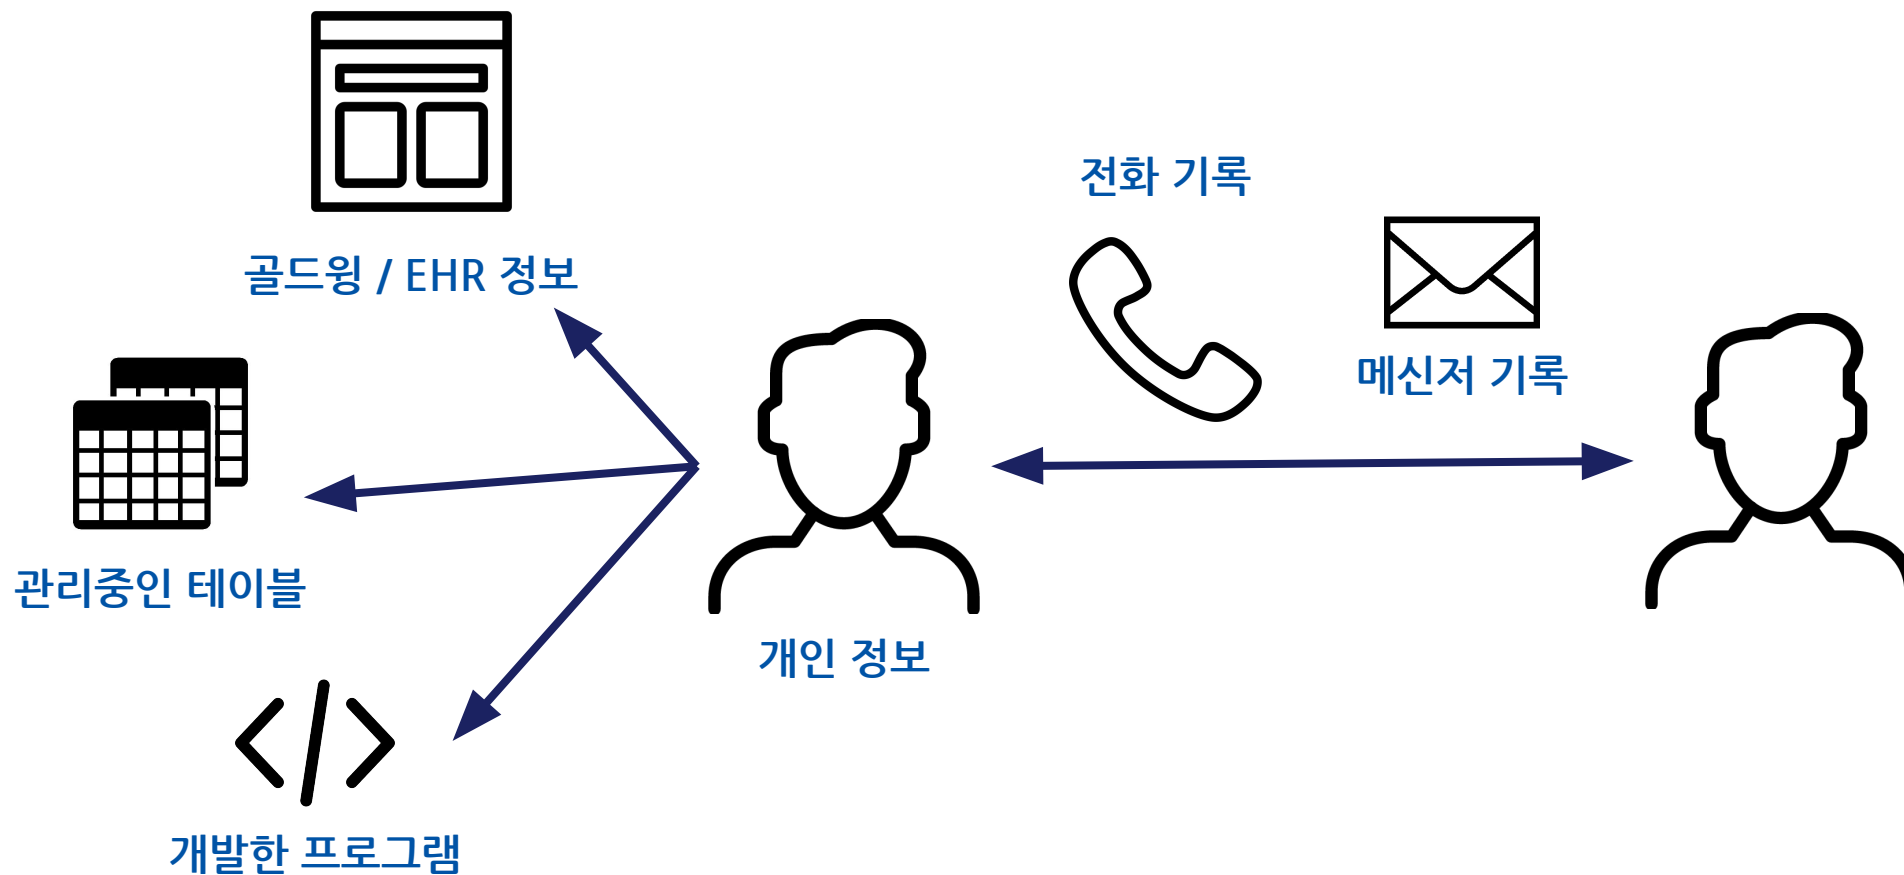 전화 기록
골드윙 / EHR 정보
메신저 기록
관리중인 테이블
개인 정보
개발한 프로그램